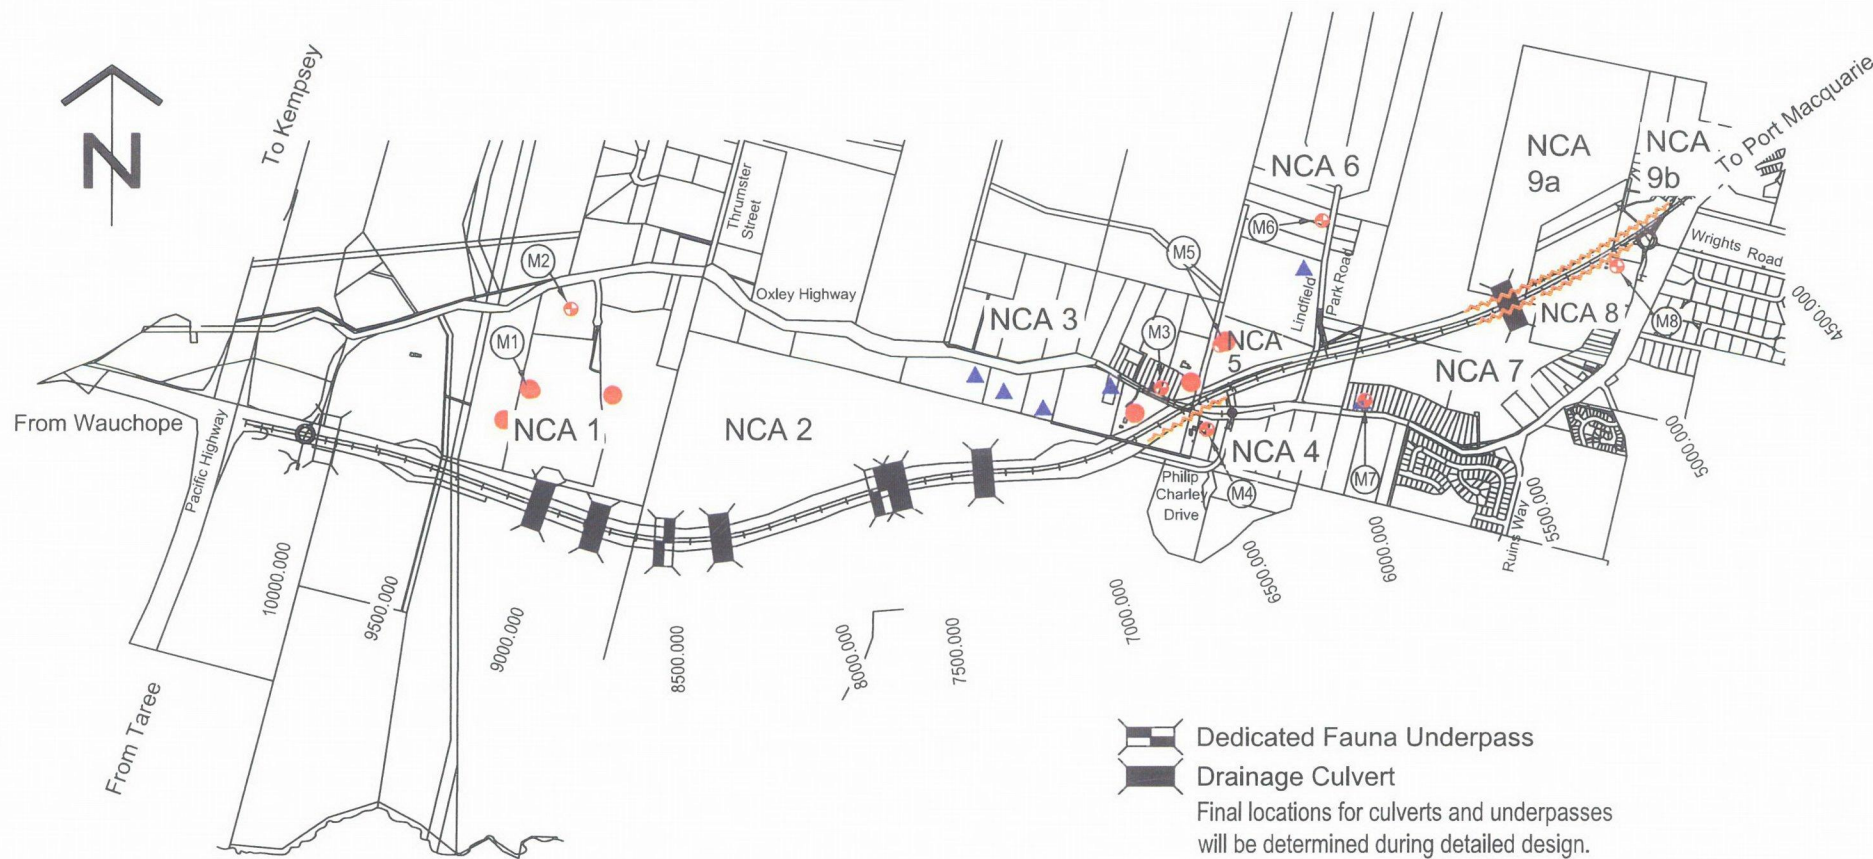 N
To Kempsey
To Port Macquarie
NCA
9a
NCA
9b
NCA 6
M6
Thrumster
Street
M5
Wrights Road
M2
Lindfield
Park Road
Oxley Highway
4500.000
NCA 3
NCA 8
M8
M1
M3
4
NCA
5
NCA 7
From Wauchope
Pacific Highway
NCA 1
NCA 2
NCA 4
5000.000
Philip
Charley
Drive
M4
M7
Ruins Way
5500.000
6000.000
6500.000
7000.000
7500.000
8000.000
8500.000
9000.000
9500.000
10000.000
From Taree
Dedicated Fauna Underpass
Drainage Culvert
Final locations for culverts and underpasses
will be determined during detailed design.